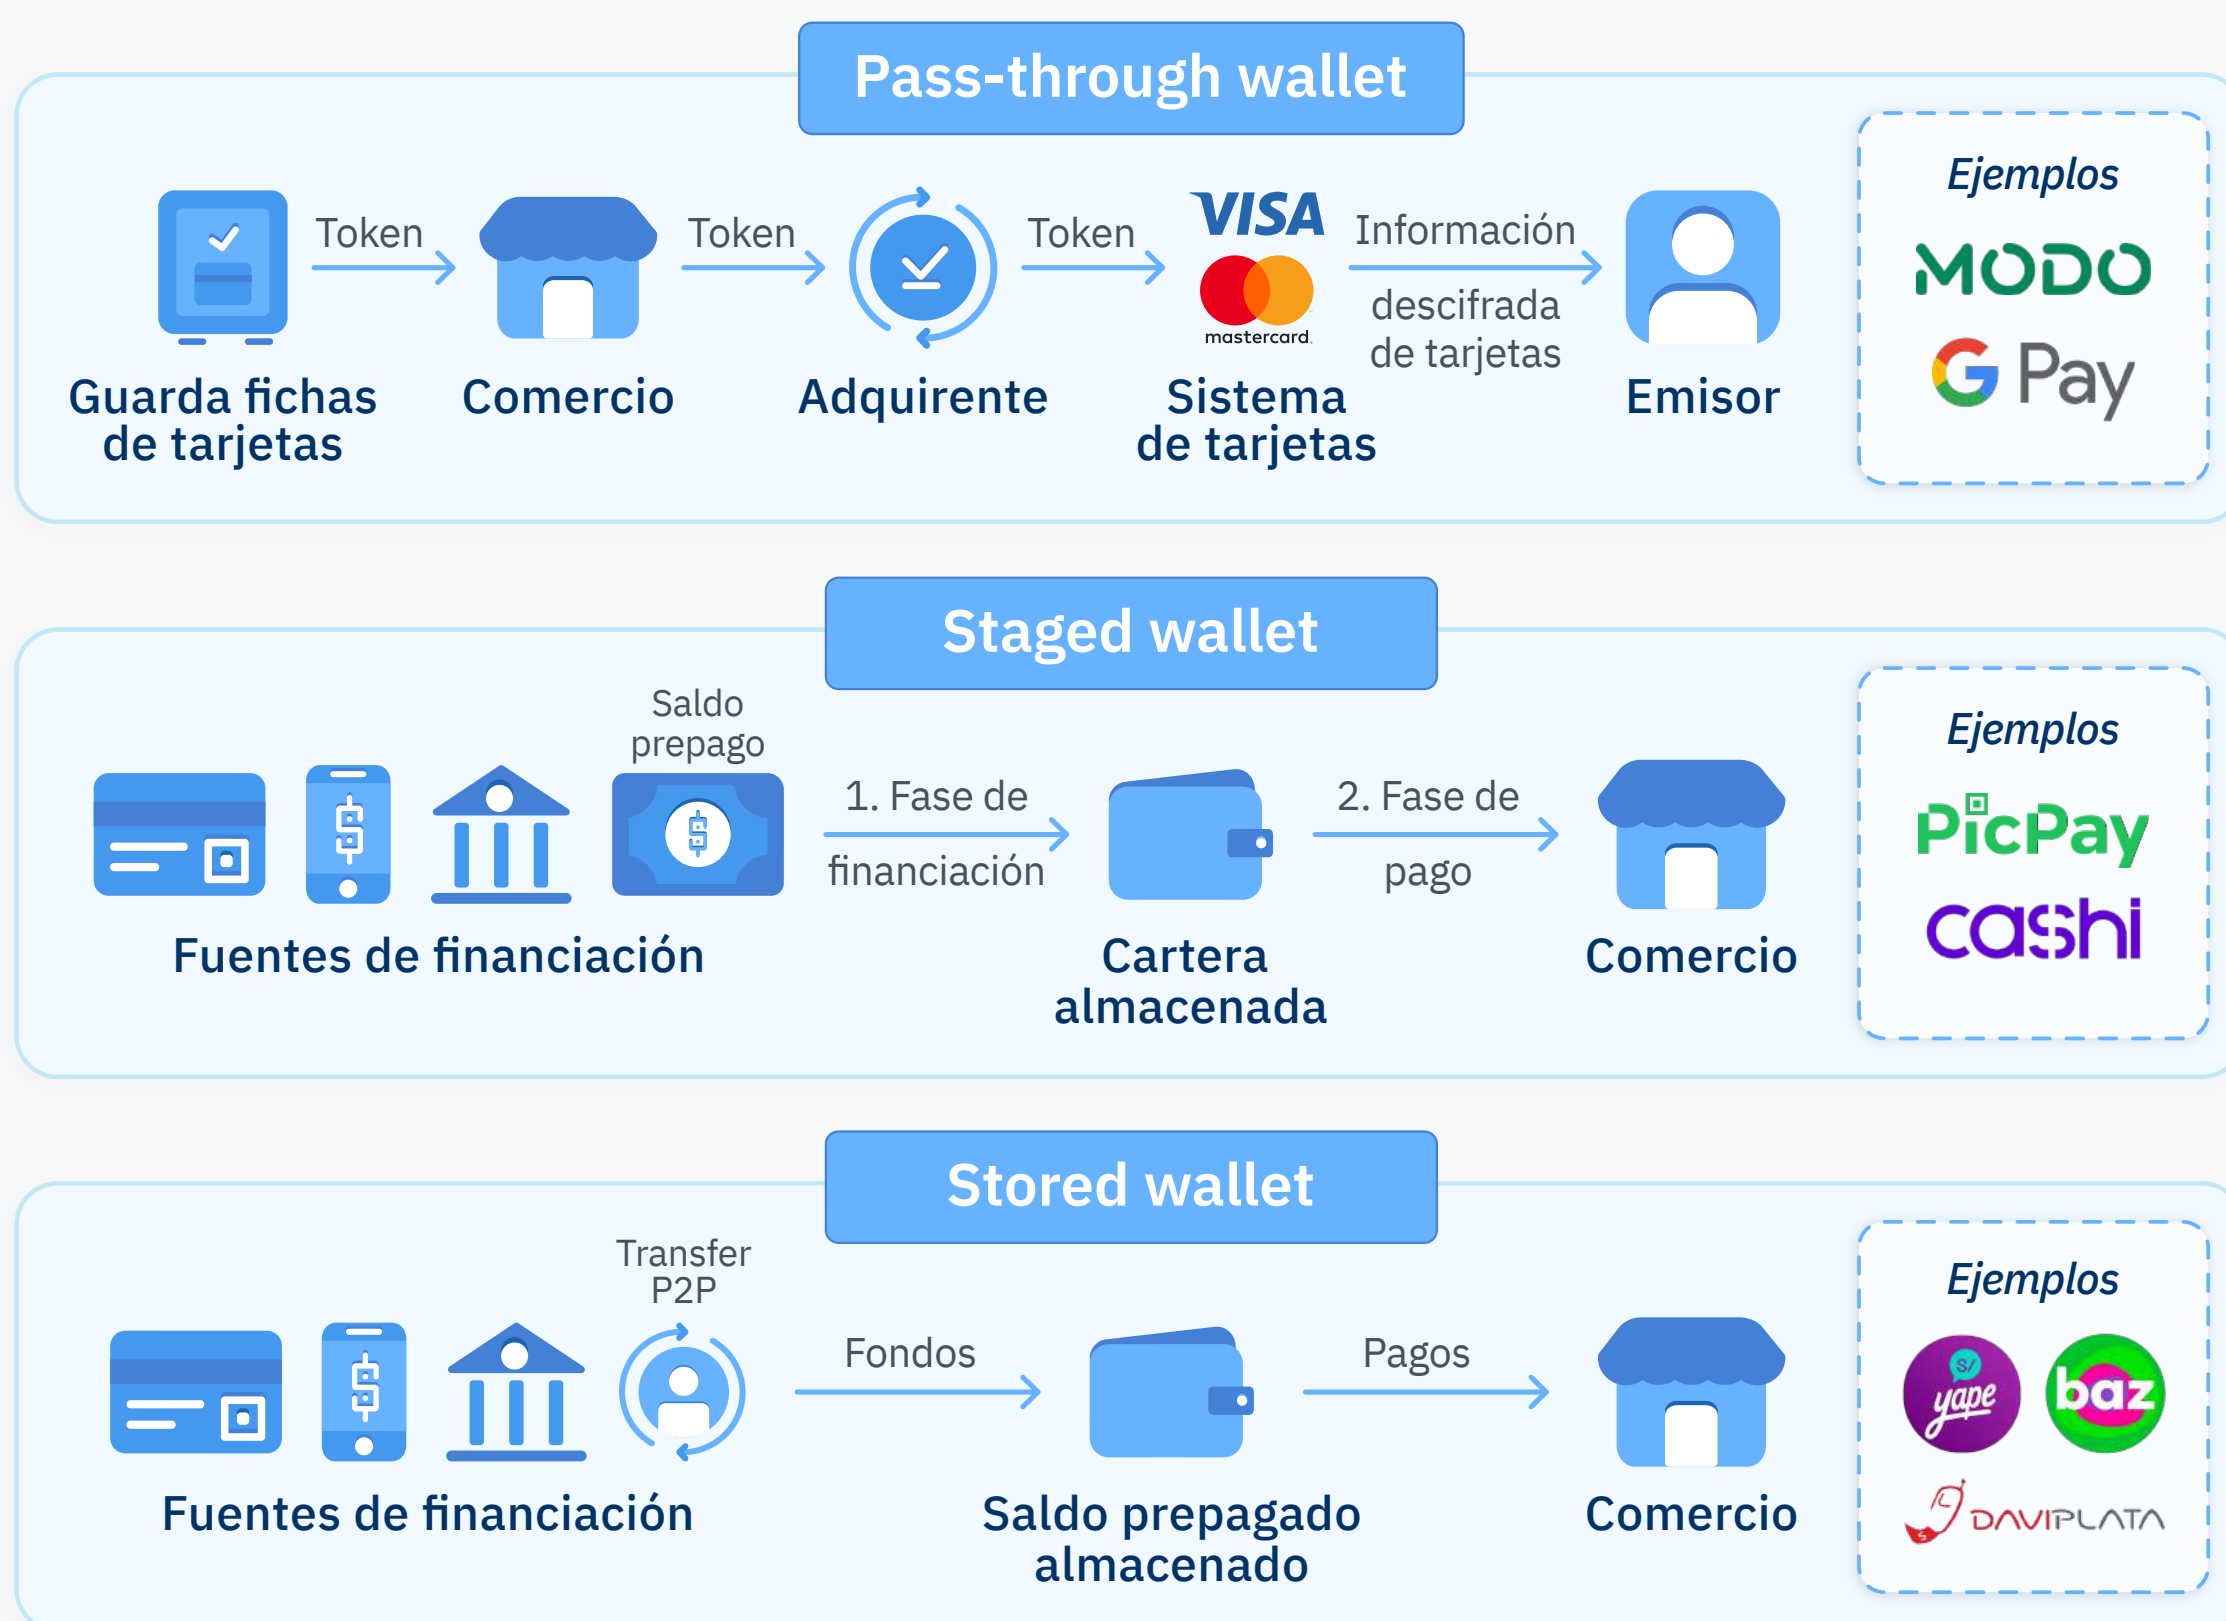 Pass-through wallet
Token
Token
Token
VISA
mastercard.
Información
descifrada
de tarjetas
Guarda fichas
de tarjetas
Comercio
Adquirente
Sistema
de tarjetas
Emisor
Ejemplos
MODO
G Pay
Staged wallet
Saldo
prepago
1. Fase de
financiación
2. Fase de
pago
Fuentes de financiación
Cartera
almacenada
Comercio
Ejemplos
PicPay
cashi
Stored wallet
Transfer
P2P
Fondos
Pagos
Fuentes de financiación
Saldo prepagado
almacenado
Comercio
Ejemplos
S/
yape
baz
DAVIPLATA